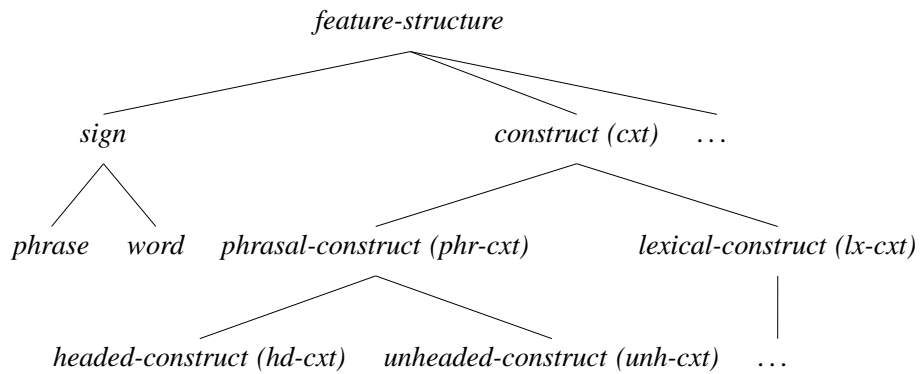 feature-structure
sign construct (cxt) ...
phrase word phrasal-construct (phr-cxt) lexical-construct (lx-cxt)
headed-construct (hd-cxt) unheaded-construct (unh-cxt) ...